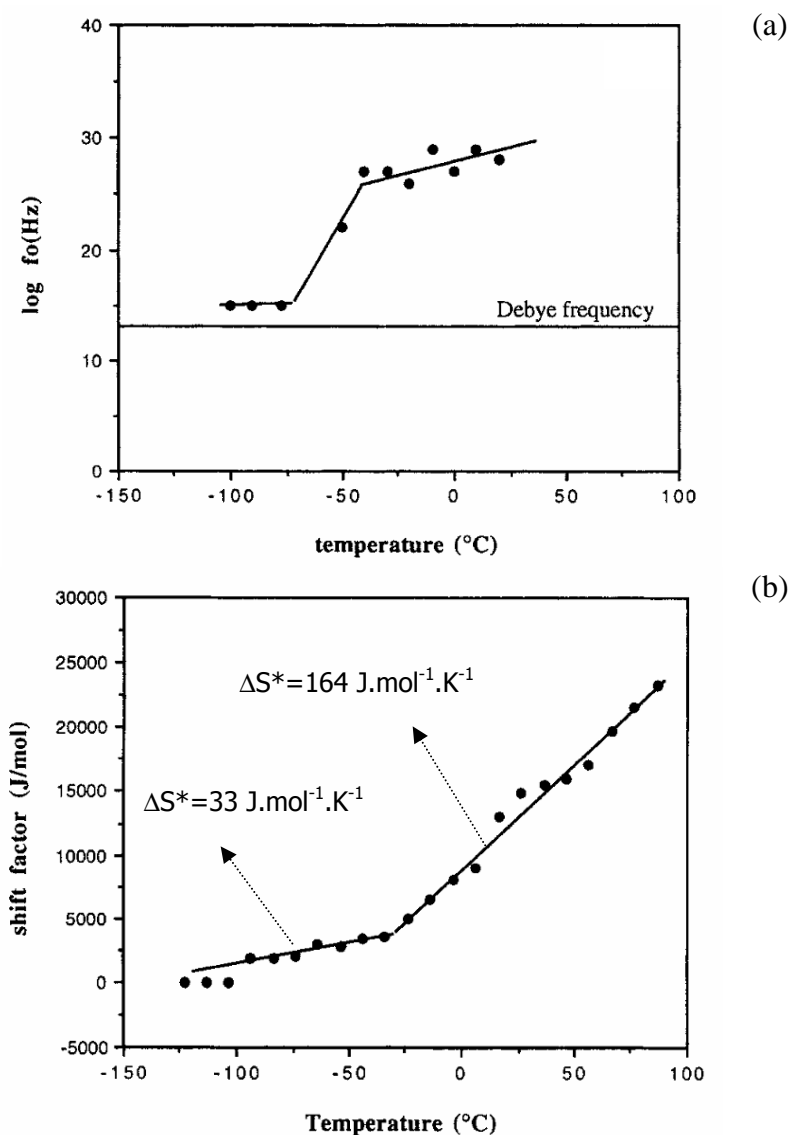 (a)
40
30
20
10
0
log fo(Hz)
Debye frequency
-150 -100 -50 0 50 100
temperature (°C)
(b)
30000
25000
20000
15000
10000
5000
0
-5000
shift factor (J/mol)
ΔS*=164 J.mol⁻¹.K⁻¹
ΔS*=33 J.mol⁻¹.K⁻¹
-150 -100 -50 0 50 100
Temperature (°C)